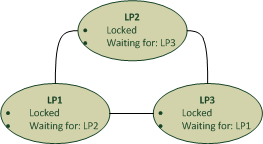 LP2
• Locked
• Waiting for: LP3
LP1
• Locked
• Waiting for: LP2
LP3
• Locked
• Waiting for: LP1